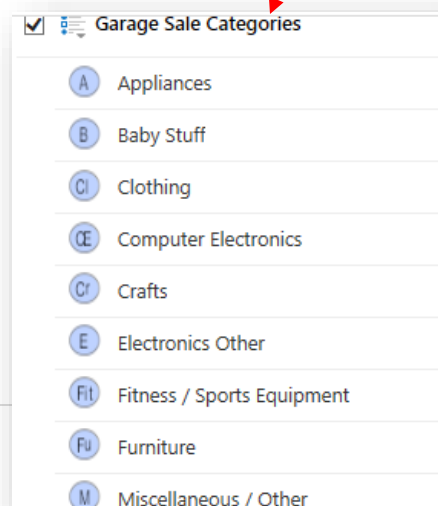 Garage Sale Categories
A Appliances
B Baby Stuff
Cl Clothing
CE Computer Electronics
Cr Crafts
E Electronics Other
Fit Fitness / Sports Equipment
Fu Furniture
M Miscellaneous / Other